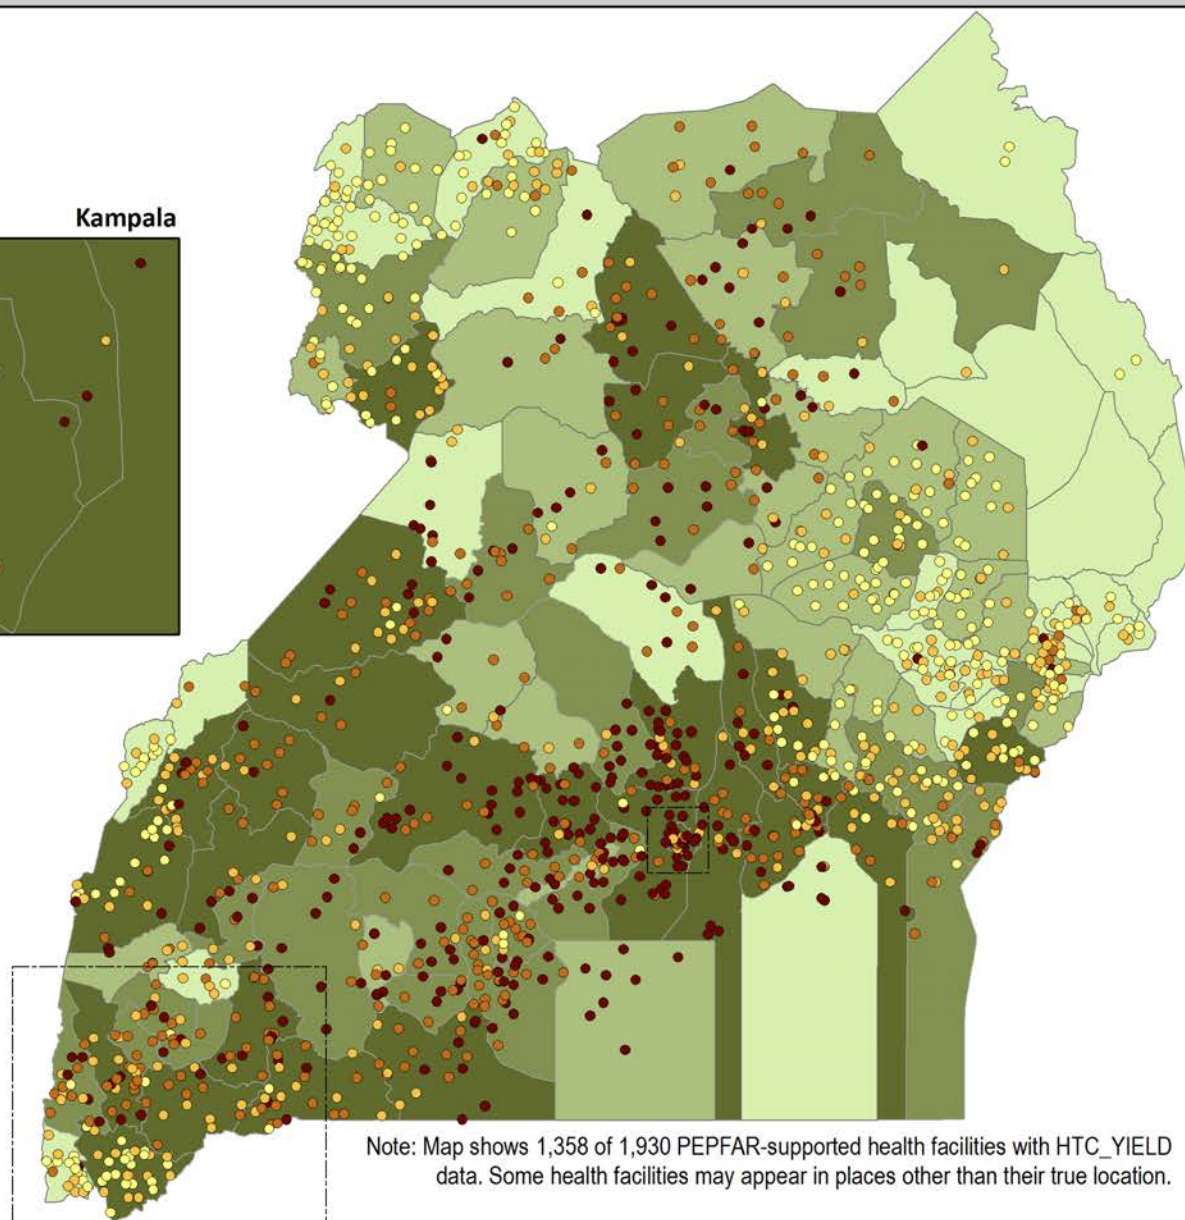 Kampala
Note: Map shows 1,358 of 1,930 PEPFAR-supported health facilities with HTC_YIELD
data. Some health facilities may appear in places other than their true location.